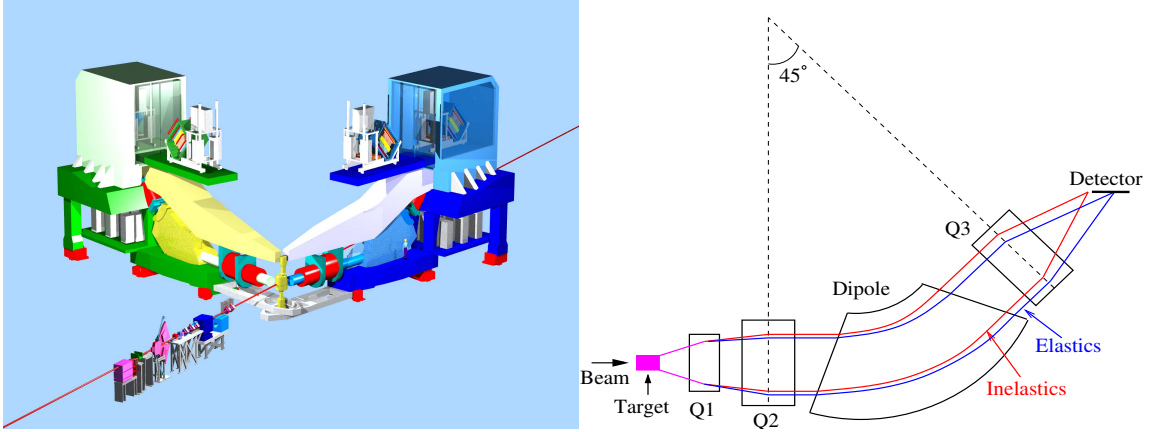 45°
Detector
Q3
Dipole
Elastics
Beam
Inelastics
Target
Q1
Q2